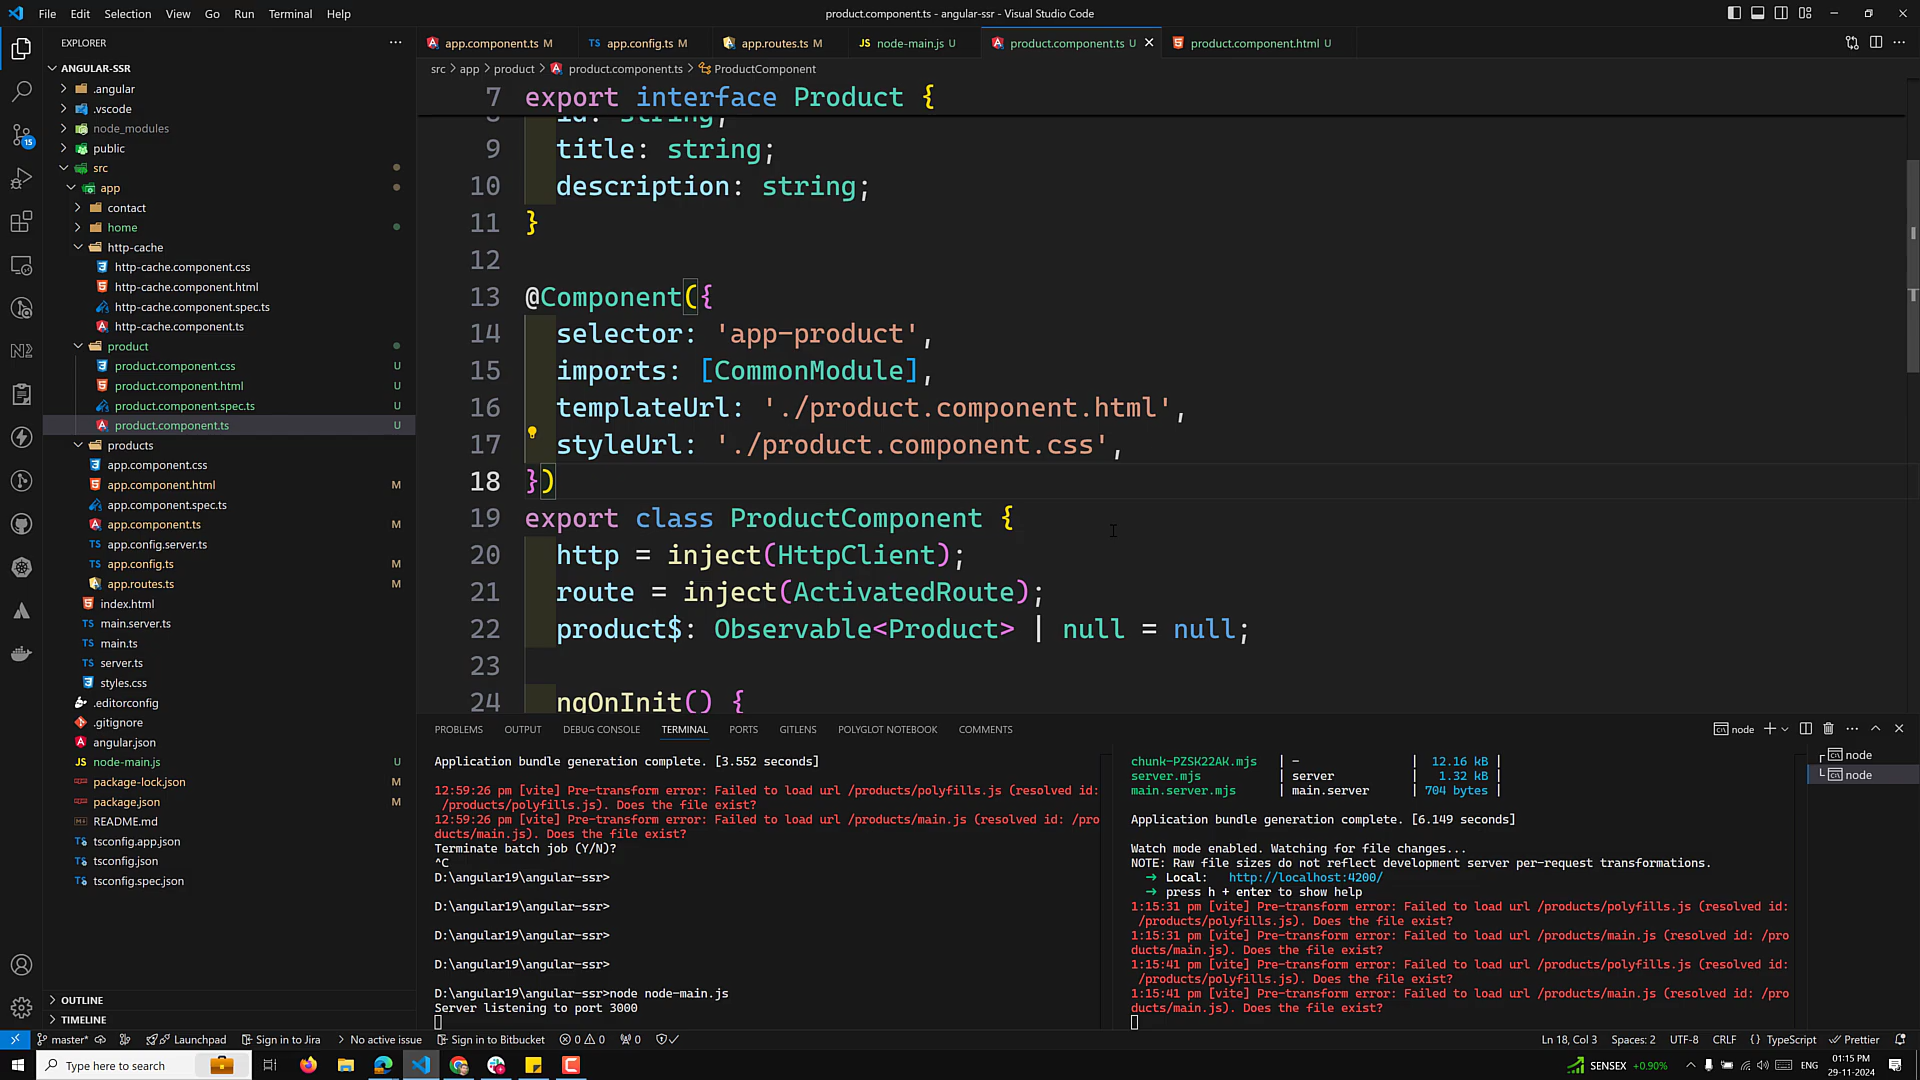 File Edit Selection View Go Run Terminal Help
product.component.ts - angular-ssr - Visual Studio Code
EXPLORER
ANGULAR-SSR
.angular
.vscode
node_modules
public
src
app
contact
home
http-cache
http-cache.component.css
http-cache.component.html
http-cache.component.spec.ts
http-cache.component.ts
product
product.component.css U
product.component.html U
product.component.spec.ts U
product.component.ts U
products
app.component.css
app.component.html M
app.component.spec.ts
app.component.ts M
app.config.server.ts
app.config.ts M
app.routes.ts M
index.html
main.server.ts
main.ts
server.ts
styles.css
.editorconfig
.gitignore
angular.json
node-main.js U
package-lock.json M
package.json M
README.md
tsconfig.app.json
tsconfig.json
tsconfig.spec.json
OUTLINE
TIMELINE
15
app.component.ts M
app.config.ts M
app.routes.ts M
node-main.js U
product.component.ts U
product.component.html U
src > app > product > product.component.ts > ProductComponent
7 export interface Product {
8 id: string;
9 title: string;
10 description: string;
11 }
12
13 @Component({
14 selector: 'app-product',
15 imports: [CommonModule],
16 templateUrl: './product.component.html',
17 styleUrl: './product.component.css',
18 })
19 export class ProductComponent {
20 http = inject(HttpClient);
21 route = inject(ActivatedRoute);
22 product$: Observable<Product> | null = null;
23
24 ngOnInit() {
PROBLEMS OUTPUT DEBUG CONSOLE TERMINAL PORTS GITLENS POLYGLOT NOTEBOOK COMMENTS
node
Application bundle generation complete. [3.552 seconds]
12:59:26 pm [vite] Pre-transform error: Failed to load url /products/polyfills.js (resolved id:
/products/polyfills.js). Does the file exist?
12:59:26 pm [vite] Pre-transform error: Failed to load url /products/main.js (resolved id: /pro
ducts/main.js). Does the file exist?
Terminate batch job (Y/N)?
^C
D:\angular19\angular-ssr>
D:\angular19\angular-ssr>
D:\angular19\angular-ssr>
D:\angular19\angular-ssr>
D:\angular19\angular-ssr>node node-main.js
Server listening to port 3000
chunk-PZSK22AK.mjs | - | 12.16 kB |
server.mjs | server | 1.32 kB |
main.server.mjs | main.server | 704 bytes |
Application bundle generation complete. [6.149 seconds]
Watch mode enabled. Watching for file changes...
NOTE: Raw file sizes do not reflect development server per-request transformations.
➜ Local: http://localhost:4200/
➜ press h + enter to show help
1:15:31 pm [vite] Pre-transform error: Failed to load url /products/polyfills.js (resolved id:
/products/polyfills.js). Does the file exist?
1:15:31 pm [vite] Pre-transform error: Failed to load url /products/main.js (resolved id: /pro
ducts/main.js). Does the file exist?
1:15:41 pm [vite] Pre-transform error: Failed to load url /products/polyfills.js (resolved id:
/products/polyfills.js). Does the file exist?
1:15:41 pm [vite] Pre-transform error: Failed to load url /products/main.js (resolved id: /pro
ducts/main.js). Does the file exist?
node
node
master* Launchpad Sign in to Jira No active issue Sign in to Bitbucket 0 0 0
Ln 18, Col 3 Spaces: 2 UTF-8 CRLF {} TypeScript Prettier
Type here to search
SENSEX +0.90% ENG
01:15 PM
29-11-2024